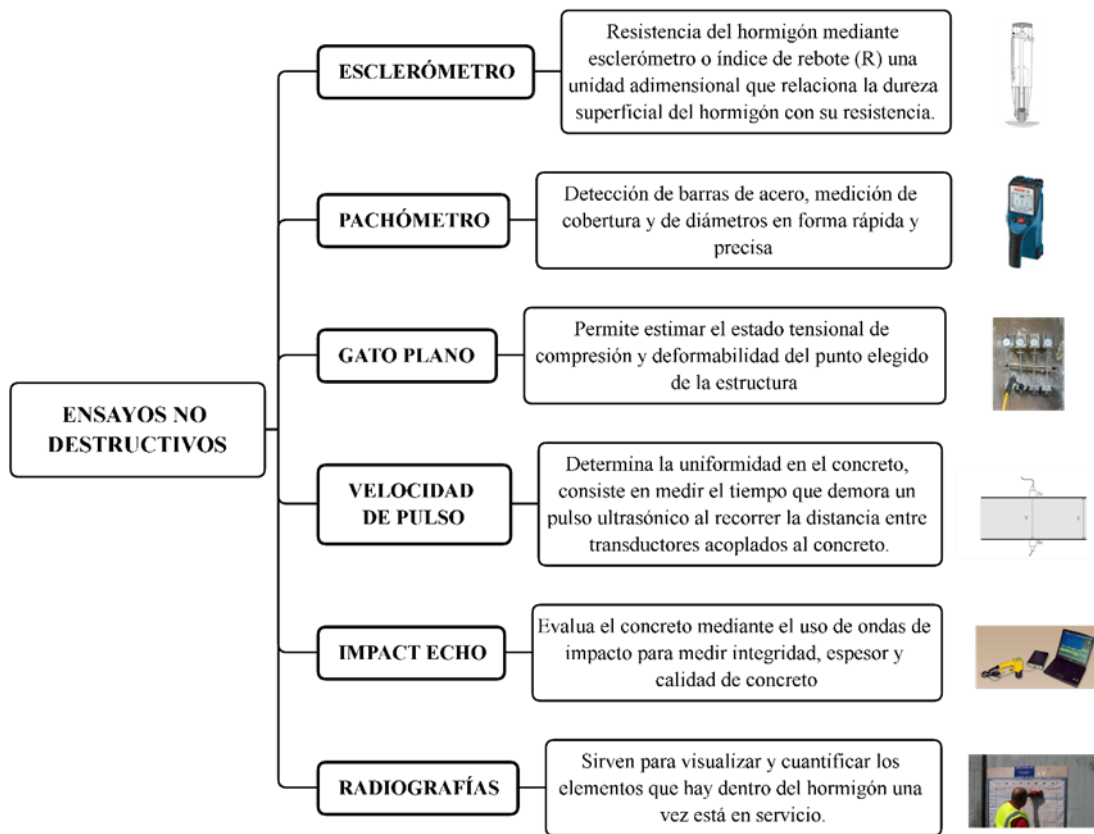 ENSAYOS NO
DESTRUCTIVOS
ESCLERÓMETRO
Resistencia del hormigón mediante
esclerómetro o índice de rebote (R) una
unidad adimensional que relaciona la dureza
superficial del hormigón con su resistencia.
PACHÓMETRO
Detección de barras de acero, medición de
cobertura y de diámetros en forma rápida y
precisa
GATO PLANO
Permite estimar el estado tensional de
compresión y deformabilidad del punto elegido
de la estructura
VELOCIDAD
DE PULSO
Determina la uniformidad en el concreto,
consiste en medir el tiempo que demora un
pulso ultrasónico al recorrer la distancia entre
transductores acoplados al concreto.
IMPACT ECHO
Evalua el concreto mediante el uso de ondas de
impacto para medir integridad, espesor y
calidad de concreto
RADIOGRAFÍAS
Sirven para visualizar y cuantificar los
elementos que hay dentro del hormigón una
vez está en servicio.